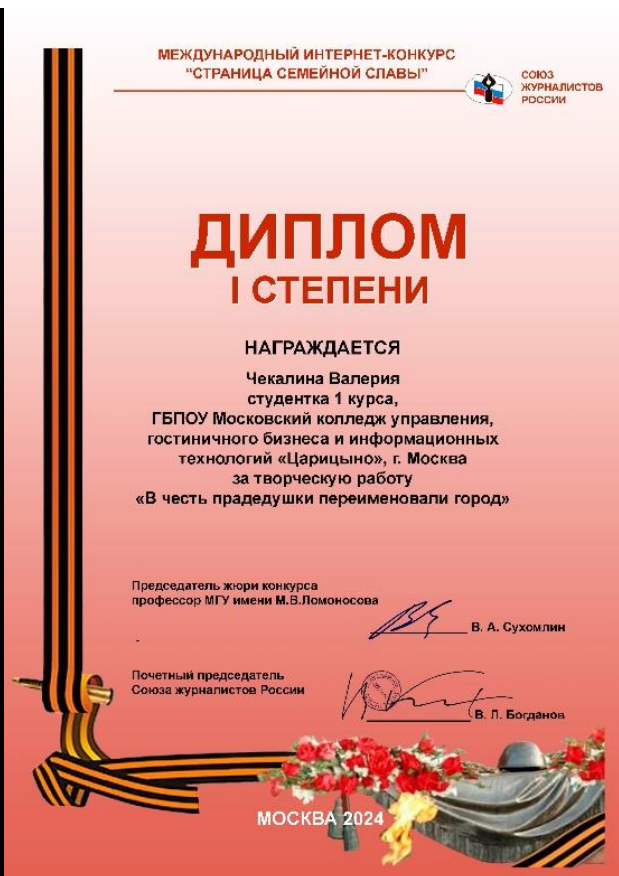 МЕЖДУНАРОДНЫЙ ИНТЕРНЕТ-КОНКУРС
"СТРАНИЦА СЕМЕЙНОЙ СЛАВЫ"
СОЮЗ
ЖУРНАЛИСТОВ
РОССИИ
ДИПЛОМ
I СТЕПЕНИ
НАГРАЖДАЕТСЯ
Чекалина Валерия
студентка 1 курса,
ГБПОУ Московский колледж управления,
гостиничного бизнеса и информационных
технологий «Царицыно», г. Москва
за творческую работу
«В честь прадедушки переименовали город»
Председатель жюри конкурса
профессор МГУ имени М.В.Ломоносова
В. А. Сухомлин
Почетный председатель
Союза журналистов России
В. Л. Богданов
МОСКВА 2024